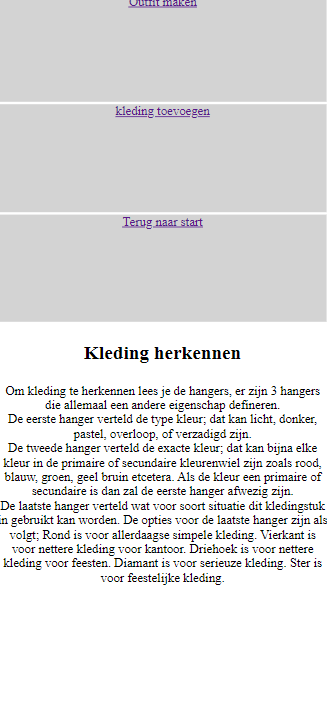 Outfit maken
kleding toevoegen
Terug naar start
Kleding herkennen
Om kleding te herkennen lees je de hangers, er zijn 3 hangers
die allemaal een andere eigenschap defineren.
De eerste hanger verteld de type kleur; dat kan licht, donker,
pastel, overloop, of verzadigd zijn.
De tweede hanger verteld de exacte kleur; dat kan bijna elke
kleur in de primaire of secundaire kleurenwiel zijn zoals rood,
blauw, groen, geel bruin etcetera. Als de kleur een primaire of
secundaire is dan zal de eerste hanger afwezig zijn.
De laatste hanger verteld wat voor soort situatie dit kledingstuk
in gebruikt kan worden. De opties voor de laatste hanger zijn als
volgt; Rond is voor allerdaagse simpele kleding. Vierkant is
voor nettere kleding voor kantoor. Driehoek is voor nettere
kleding voor feesten. Diamant is voor serieuze kleding. Ster is
voor feestelijke kleding.